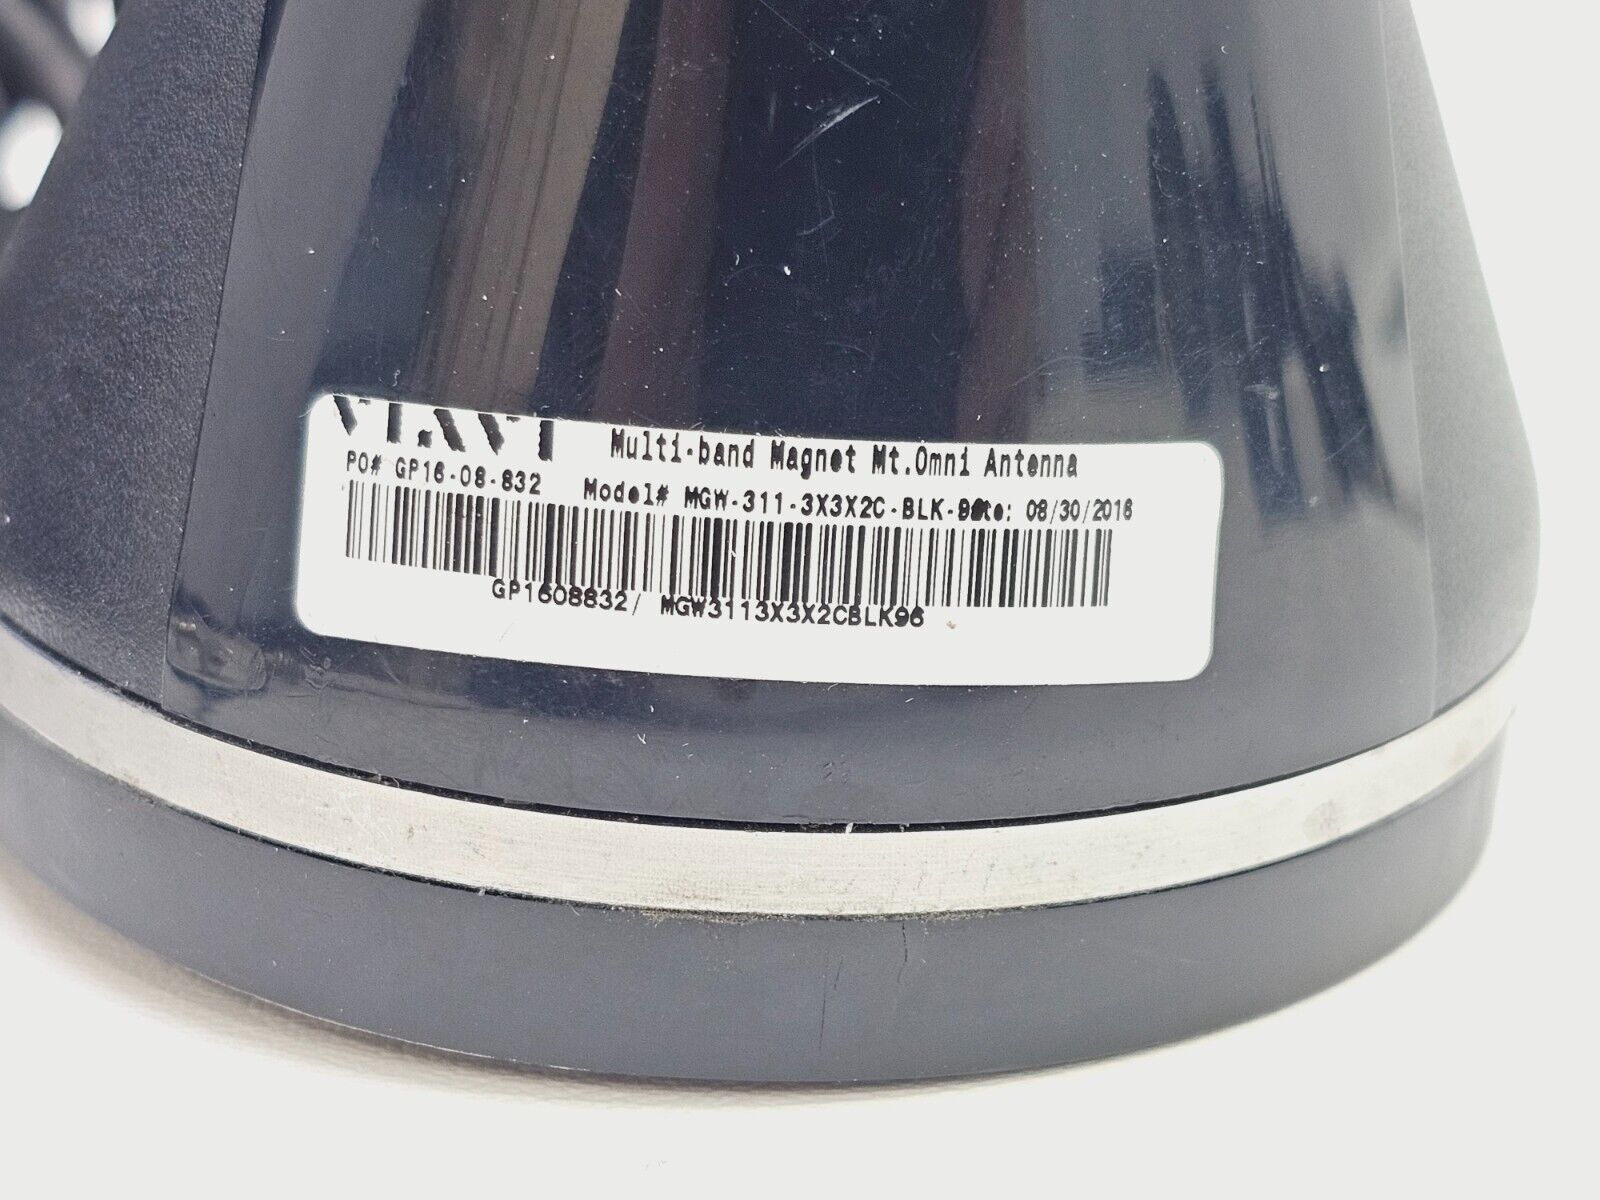 VIAVI Multi-band Magnet Mt.Omni Antenna
PO# GP16-08-832 Model# MGW-311-3X3X2C-BLK- Date: 08/30/2016
GP1608832/ MGW3113X3X2CBLK96